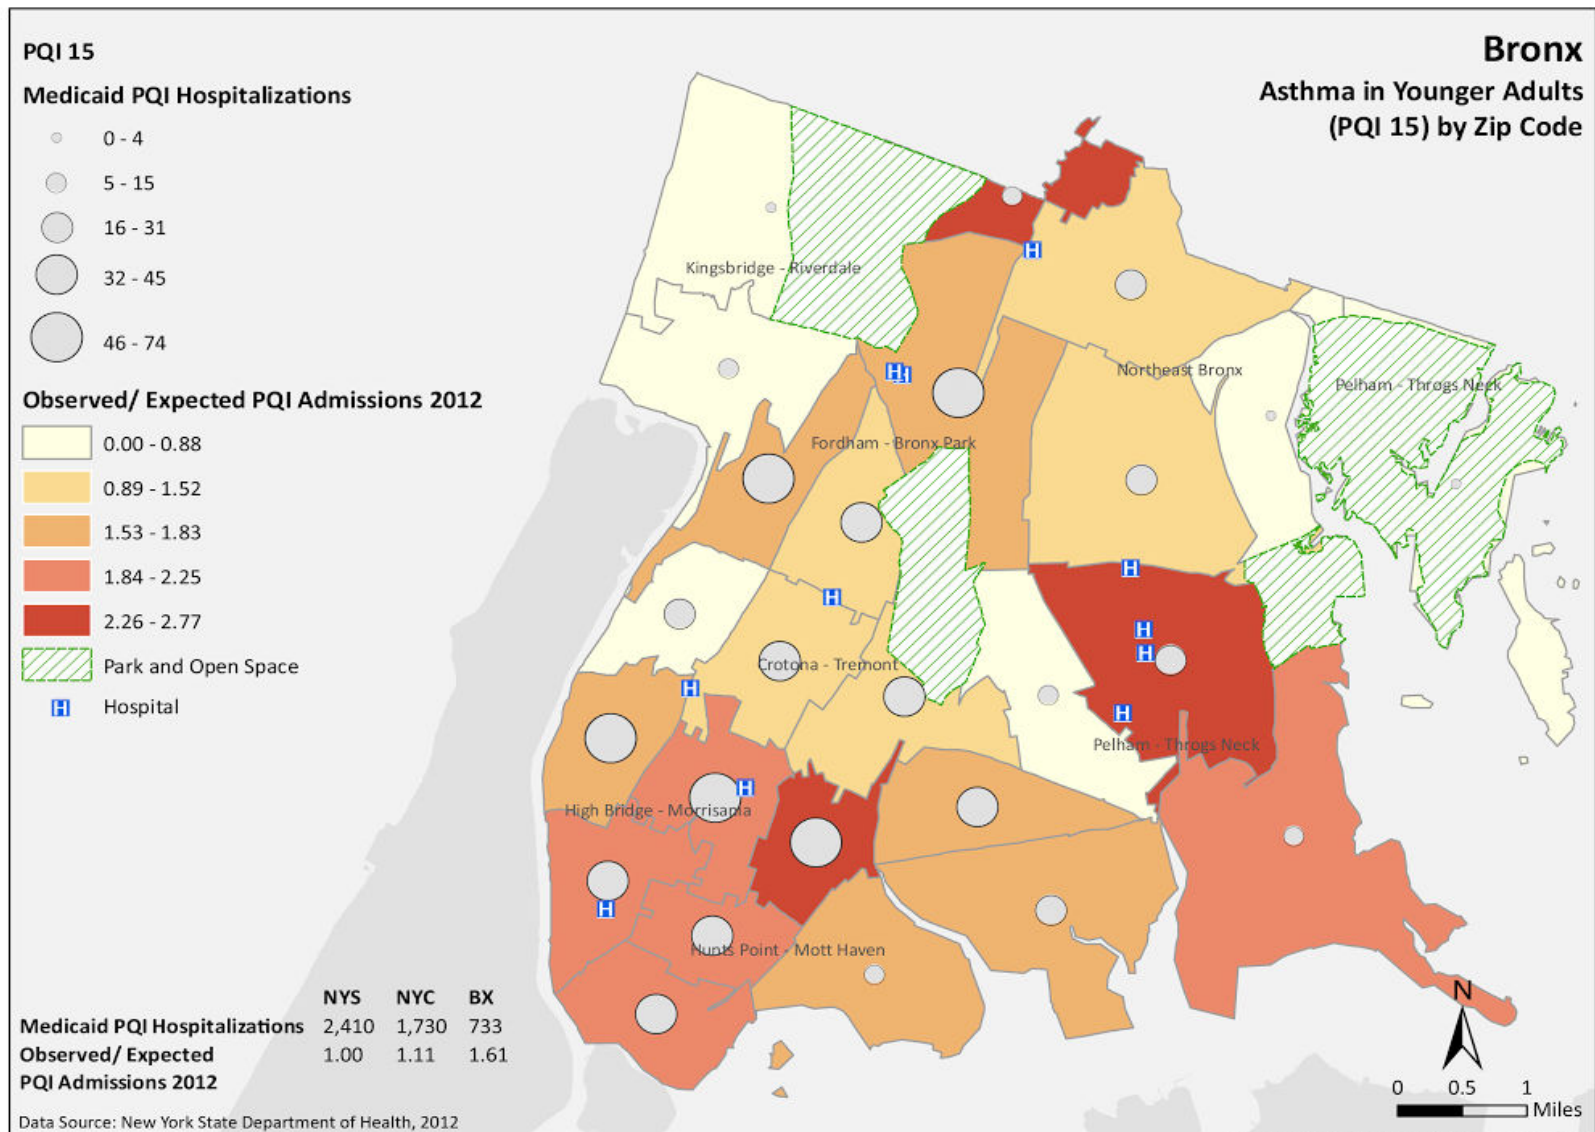 PQI 15
Medicaid PQI Hospitalizations
0 - 4
5 - 15
16 - 31
32 - 45
46 - 74
Observed/ Expected PQI Admissions 2012
0.00 - 0.88
0.89 - 1.52
1.53 - 1.83
1.84 - 2.25
2.26 - 2.77
Park and Open Space
H Hospital
Bronx
Asthma in Younger Adults
(PQI 15) by Zip Code
H
Kingsbridge - Riverdale
H H
Northeast Bronx
Pelham - Throgs Neck
Fordham - Bronx Park
H
H
H
H
Crotona - Tremont
H
H
Pelham - Throgs Neck
H
High Bridge - Morrisania
H
Hunts Point - Mott Haven
NYS NYC BX
Medicaid PQI Hospitalizations 2,410 1,730 733
Observed/ Expected 1.00 1.11 1.61
PQI Admissions 2012
Data Source: New York State Department of Health, 2012
N
0 0.5 1
Miles